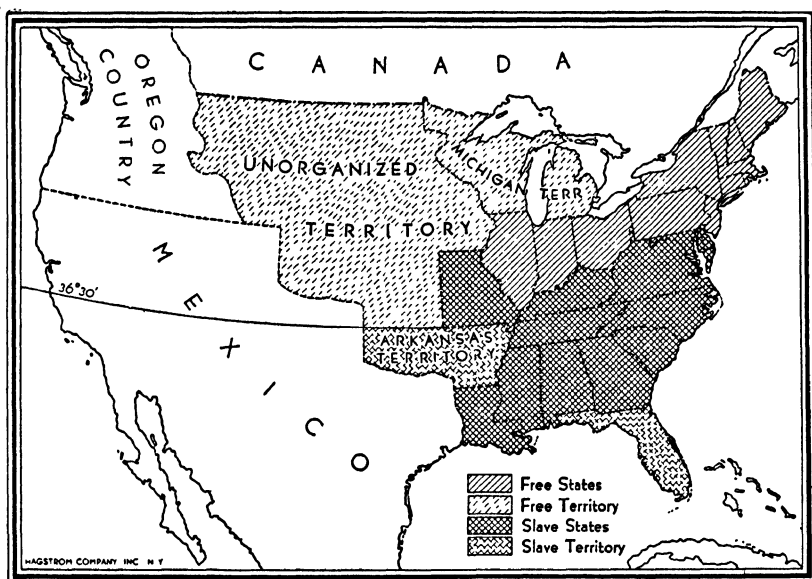 CANADA
OREGON
COUNTRY
UNORGANIZED
TERRITORY
MICHIGAN
TERR
MEXICO
36°30'
ARKANSAS
TERRITORY
Free States
Free Territory
Slave States
Slave Territory
HAGSTROM COMPANY INC N Y